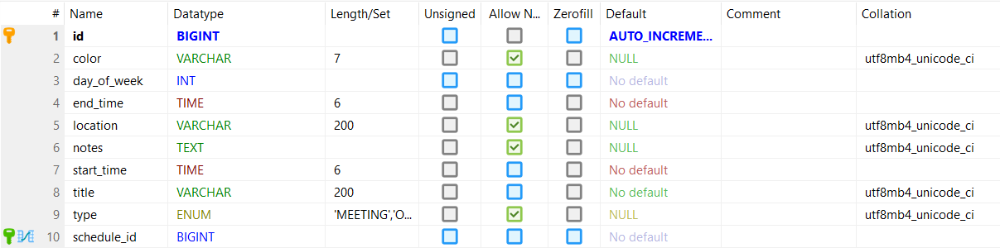 # Name Datatype Length/Set Unsigned Allow N... Zerofill Default Comment Collation
1 id BIGINT AUTO_INCREME...
2 color VARCHAR 7 NULL utf8mb4_unicode_ci
3 day_of_week INT No default
4 end_time TIME 6 No default
5 location VARCHAR 200 NULL utf8mb4_unicode_ci
6 notes TEXT NULL utf8mb4_unicode_ci
7 start_time TIME 6 No default
8 title VARCHAR 200 No default utf8mb4_unicode_ci
9 type ENUM 'MEETING','O... NULL utf8mb4_unicode_ci
10 schedule_id BIGINT No default